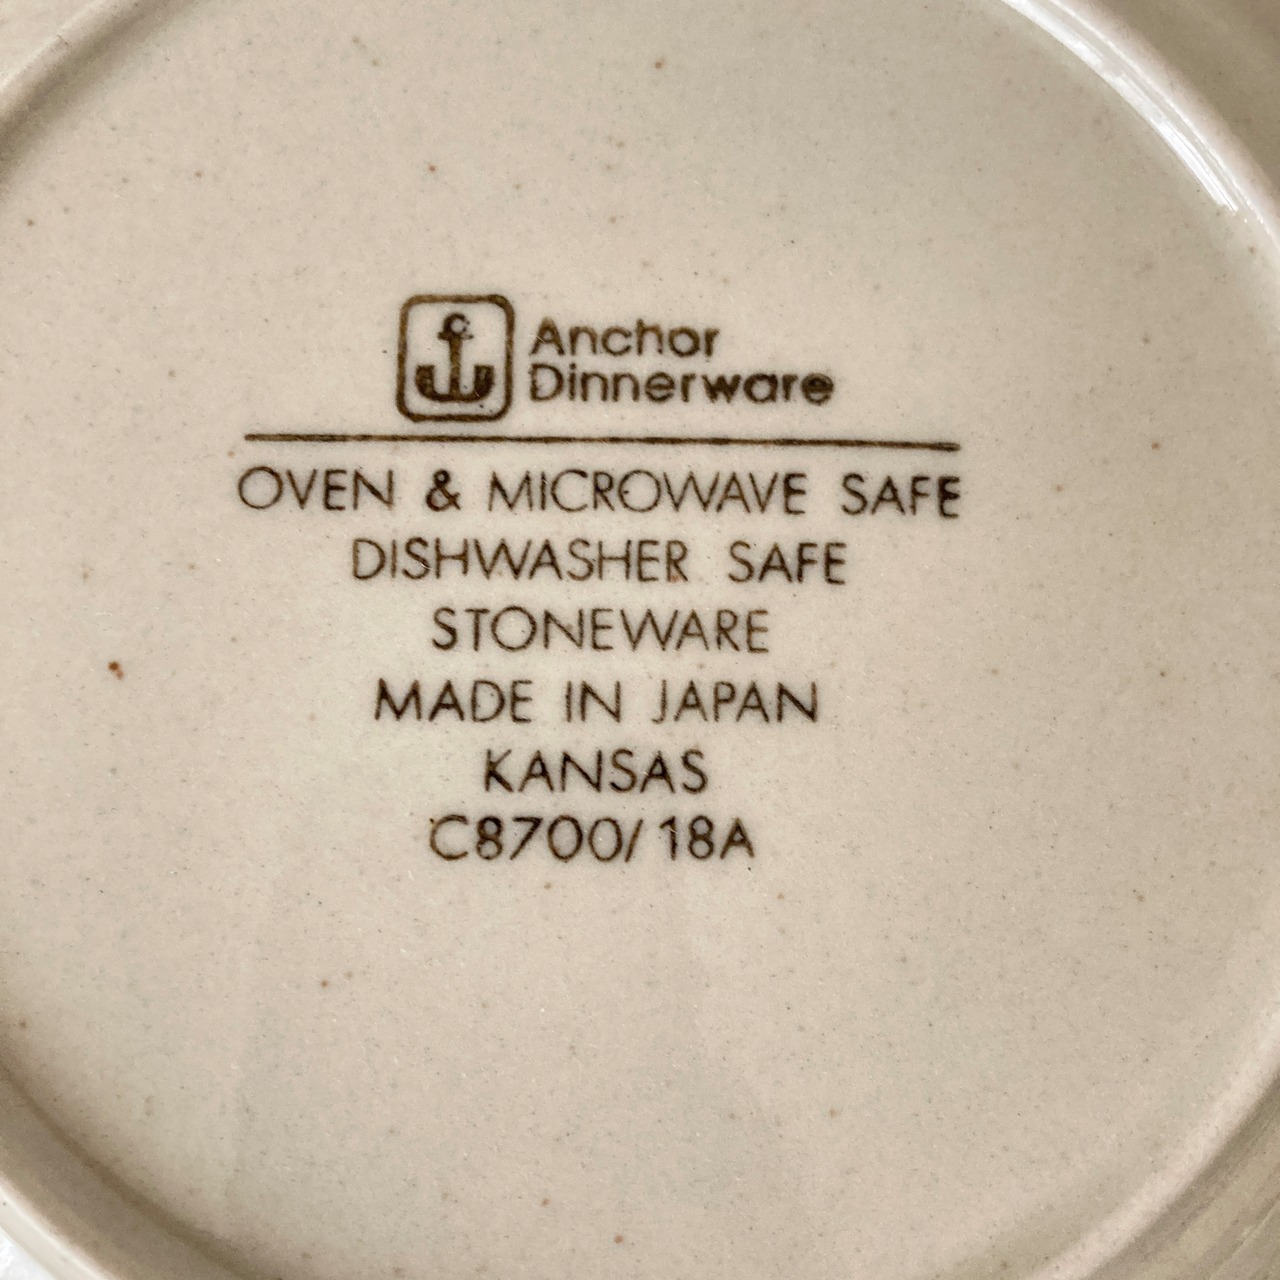 Anchor
Dinnerware
OVEN & MICROWAVE SAFE
DISHWASHER SAFE
STONEWARE
MADE IN JAPAN
KANSAS
C8700/18A